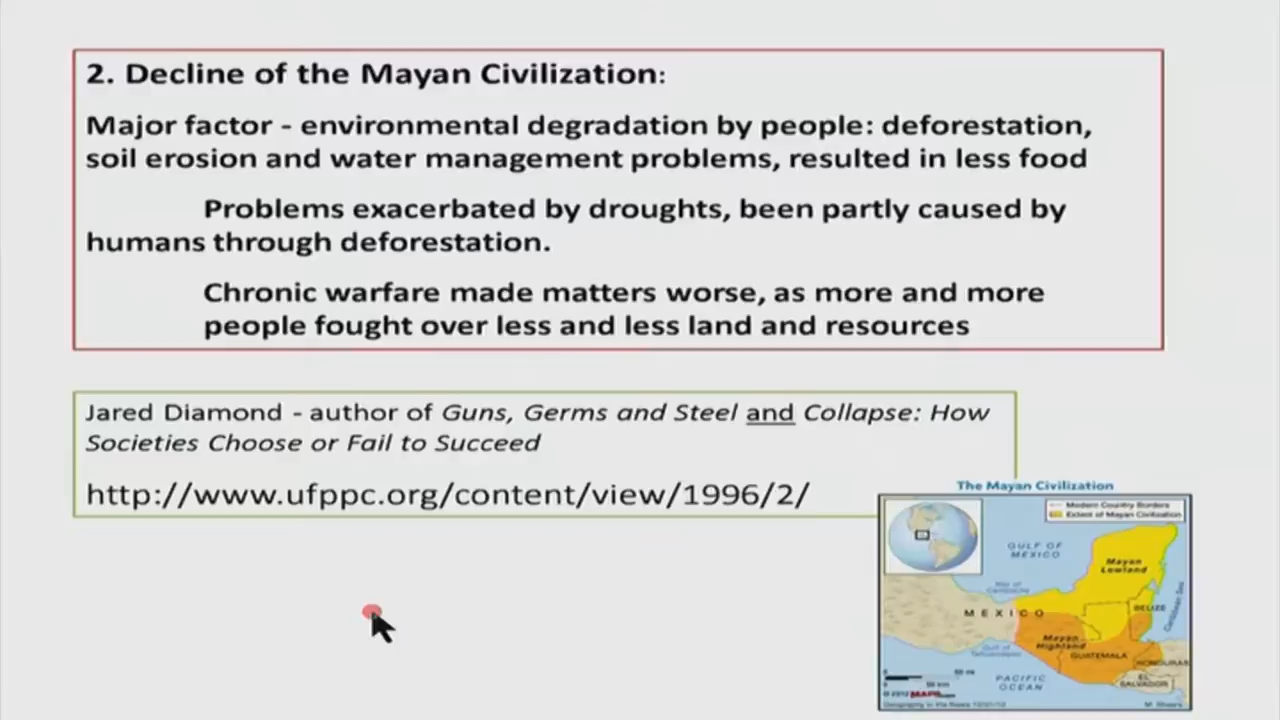 2. Decline of the Mayan Civilization:
Major factor - environmental degradation by people: deforestation,
soil erosion and water management problems, resulted in less food
Problems exacerbated by droughts, been partly caused by
humans through deforestation.
Chronic warfare made matters worse, as more and more
people fought over less and less land and resources
Jared Diamond - author of Guns, Germs and Steel and Collapse: How
Societies Choose or Fail to Succeed
http://www.ufppc.org/content/view/1996/2/
The Mayan Civilization
Modern Country Borders
Extent of Mayan Civilization
GULF OF
MEXICO
Mayan
Lowland
Caribbean Sea
MEXICO
BELIZE
Mayan
Highland
Gulf of
Tehuantepec
GUATEMALA
HONDURAS
EL
SALVADOR
PACIFIC
OCEAN